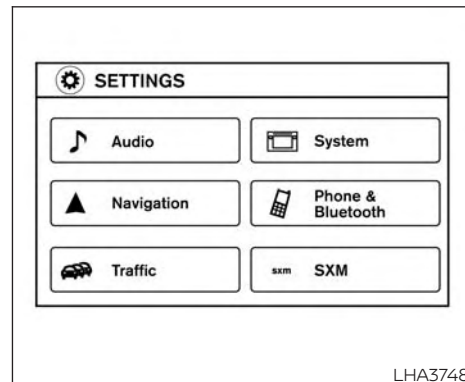 SETTINGS
Audio
System
Navigation
Phone &
Bluetooth
Traffic
sxm SXM
LHA3748